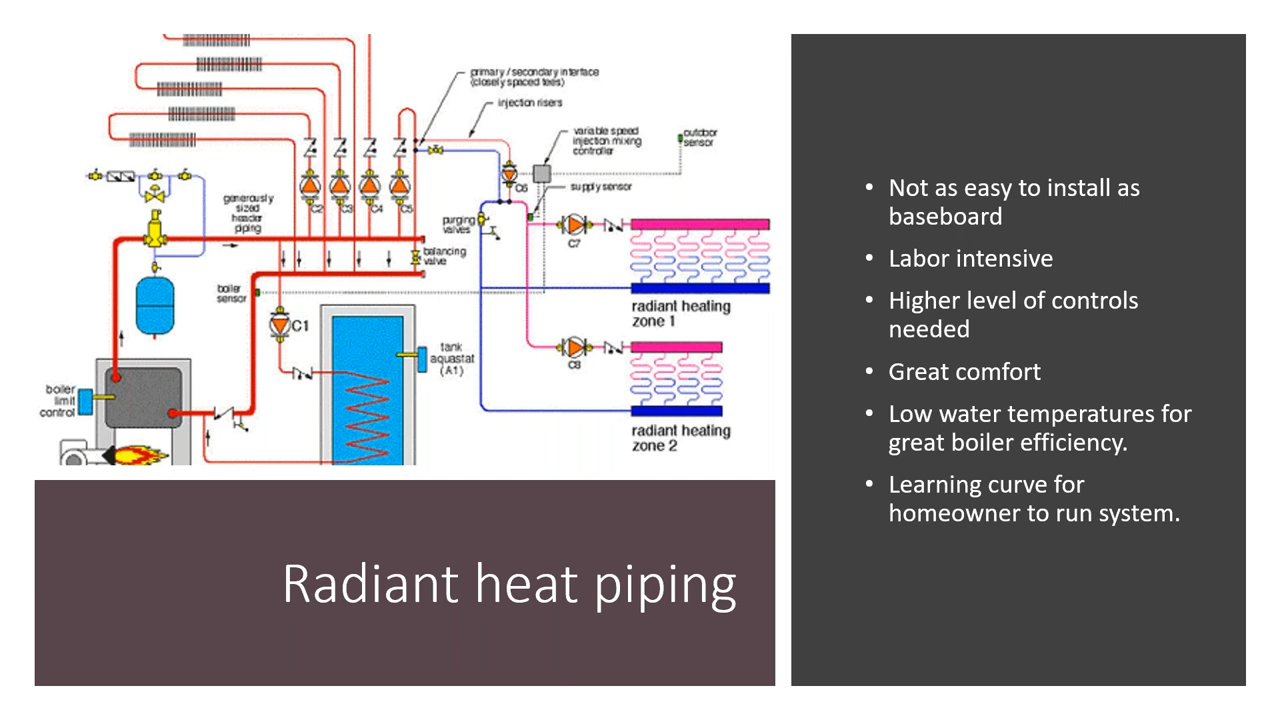 primary / secondary interface
(closely spaced tees)
injection risers
variable speed
injection mixing
controller
outdoor
sensor
C6
supply sensor
generously
sized
header
piping
C2
C3
C4
C5
purging
valves
C7
balancing
valve
boiler
sensor
radiant heating
zone 1
C1
tank
aquastat
(A1)
C8
boiler
limit
control
radiant heating
zone 2
Radiant heat piping
• Not as easy to install as
baseboard
• Labor intensive
• Higher level of controls
needed
• Great comfort
• Low water temperatures for
great boiler efficiency.
• Learning curve for
homeowner to run system.